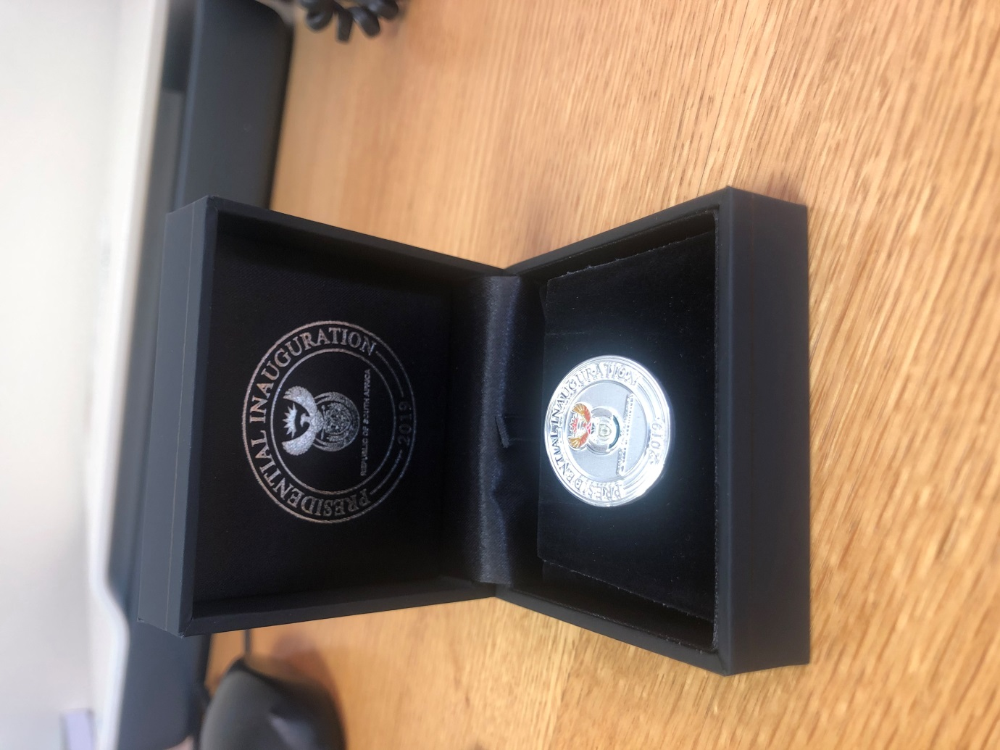 PRESIDENTIAL INAUGURATION
REPUBLIC OF SOUTH AFRICA
2019
PRESIDENTIAL INAUGURATION
2019